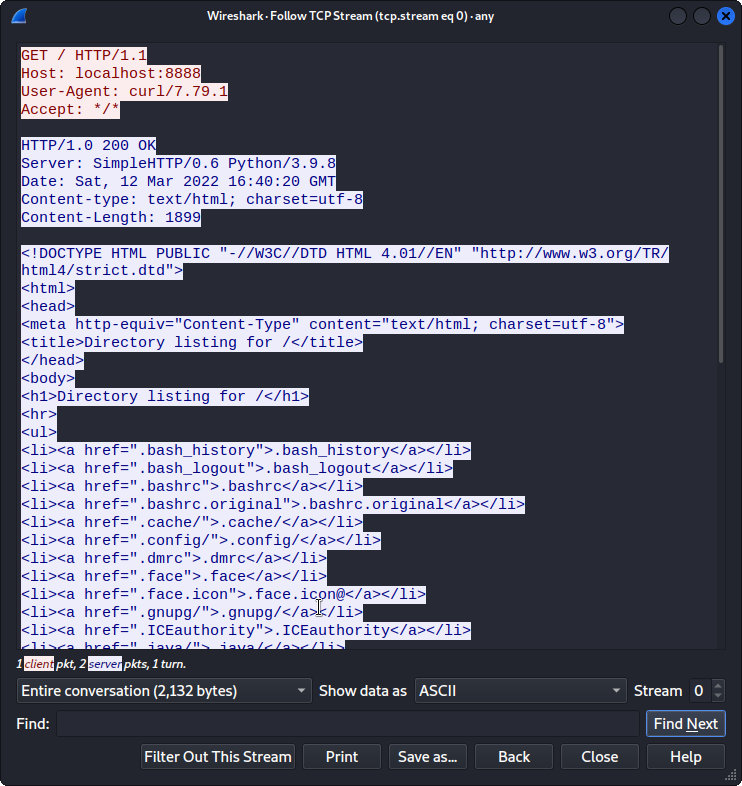 Wireshark · Follow TCP Stream (tcp.stream eq 0) · any
GET / HTTP/1.1
Host: localhost:8888
User-Agent: curl/7.79.1
Accept: */*
HTTP/1.0 200 OK
Server: SimpleHTTP/0.6 Python/3.9.8
Date: Sat, 12 Mar 2022 16:40:20 GMT
Content-type: text/html; charset=utf-8
Content-Length: 1899
<!DOCTYPE HTML PUBLIC "-//W3C//DTD HTML 4.01//EN" "http://www.w3.org/TR/
html4/strict.dtd">
<html>
<head>
<meta http-equiv="Content-Type" content="text/html; charset=utf-8">
<title>Directory listing for /</title>
</head>
<body>
<h1>Directory listing for /</h1>
<hr>
<ul>
<li><a href=".bash_history">.bash_history</a></li>
<li><a href=".bash_logout">.bash_logout</a></li>
<li><a href=".bashrc">.bashrc</a></li>
<li><a href=".bashrc.original">.bashrc.original</a></li>
<li><a href=".cache/">.cache/</a></li>
<li><a href=".config/">.config/</a></li>
<li><a href=".dmrc">.dmrc</a></li>
<li><a href=".face">.face</a></li>
<li><a href=".face.icon">.face.icon@</a></li>
<li><a href=".gnupg/">.gnupg/</a></li>
<li><a href=".ICEauthority">.ICEauthority</a></li>
<li><a href=".java/">.java/</a></li>
1 client pkt, 2 server pkts, 1 turn.
Entire conversation (2,132 bytes) Show data as ASCII Stream 0
Find: Find Next
Filter Out This Stream Print Save as... Back Close Help